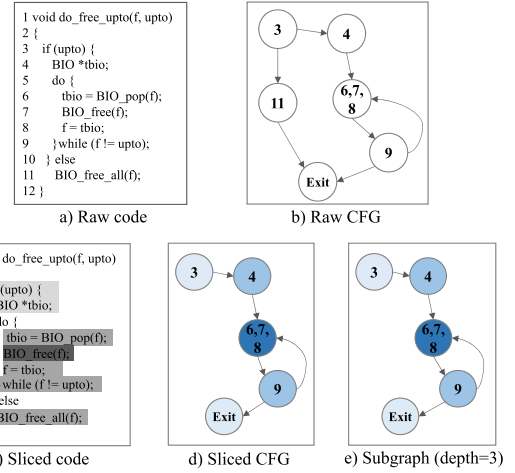 1 void do_free_upto(f, upto)
2 {
3 if (upto) {
4 BIO *tbio;
5 do {
6 tbio = BIO_pop(f);
7 BIO_free(f);
8 f = tbio;
9 }while (f != upto);
10 } else
11 BIO_free_all(f);
12 }
a) Raw code
3
4
11
6,7,
8
9
Exit
b) Raw CFG
do_free_upto(f, upto)
(upto) {
BIO *tbio;
do {
tbio = BIO_pop(f);
BIO_free(f);
f = tbio;
while (f != upto);
else
BIO_free_all(f);
) Sliced code
3
4
6,7,
8
9
Exit
d) Sliced CFG
3
4
6,7,
8
9
Exit
e) Subgraph (depth=3)